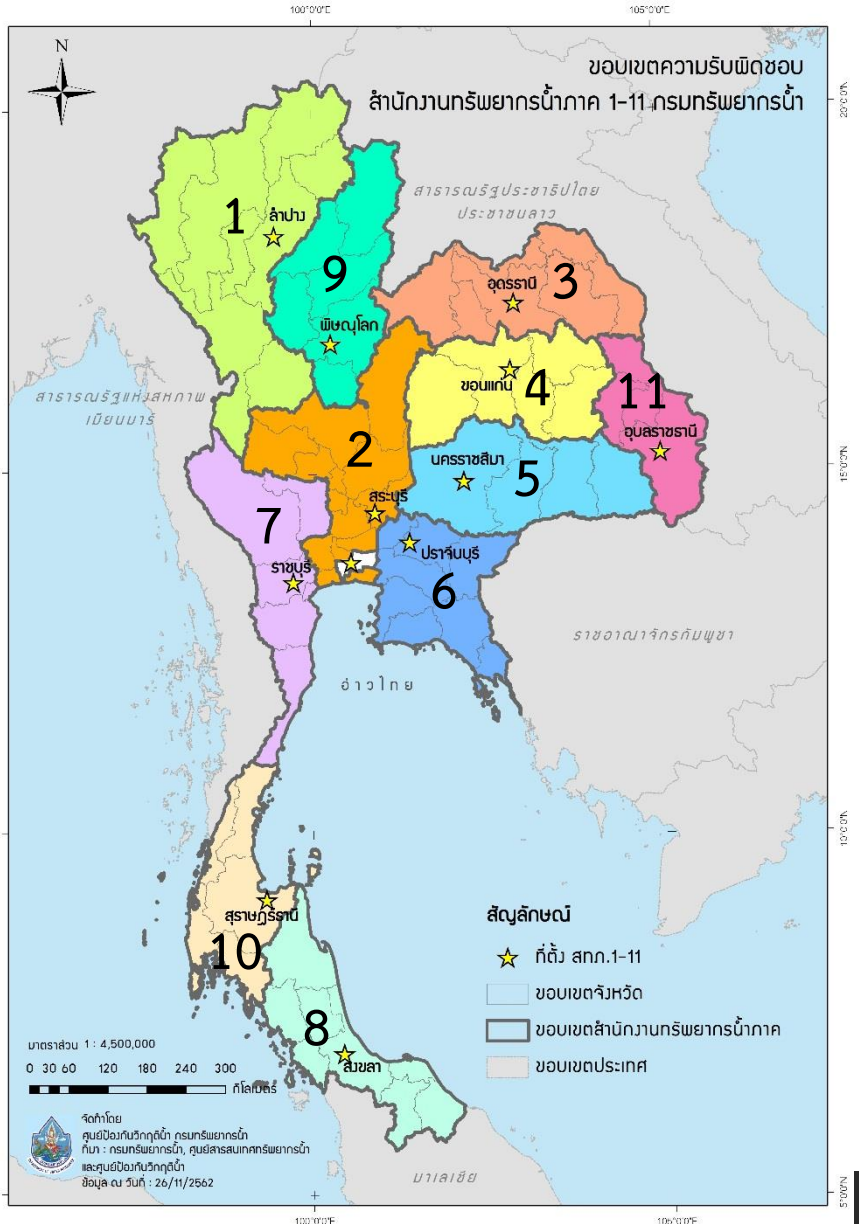 100°0'0"E
105°0'0"E
N
ขอบเขตความรับผิดชอบ
สำนักงานทรัพยากรน้ำภาค 1-11 กรมทรัพยากรน้ำ
20°0'0"N
สาธารณรัฐประชาธิปไตย
ประชาชนลาว
1
ลำปาง
9
3
อุดรธานี
พิษณุโลก
ขอนแก่น
4
11
สาธารณรัฐแห่งสหภาพ
เมียนมาร์
อุบลราชธานี
2
นครราชสีมา
5
15°0'0"N
สระบุรี
7
ปราจีนบุรี
ราชบุรี
6
ราชอาณาจักรกัมพูชา
อ่าวไทย
10°0'0"N
สุราษฎร์ธานี
10
8
สงขลา
สัญลักษณ์
ที่ตั้ง สทภ.1-11
ขอบเขตจังหวัด
ขอบเขตสำนักงานทรัพยากรน้ำภาค
ขอบเขตประเทศ
มาตราส่วน 1 : 4,500,000
0 30 60 120 180 240 300
กิโลเมตร
จัดทำโดย
ศูนย์ป้องกันวิกฤติน้ำ กรมทรัพยากรน้ำ
ที่มา : กรมทรัพยากรน้ำ, ศูนย์สารสนเทศทรัพยากรน้ำ
และศูนย์ป้องกันวิกฤติน้ำ
ข้อมูล ณ วันที่ : 26/11/2562
มาเลเซีย
5°0'0"N
100°0'0"E
105°0'0"E